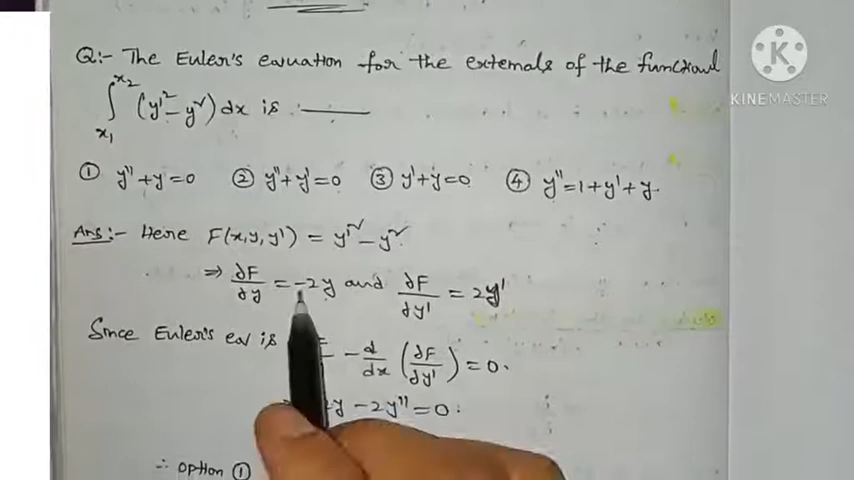 Q:- The Euler's equation for the extemals of the functional
KINEMASTER
∫x₁^x₂ (y'² - y²) dx is ———
① y'' + y = 0 ② y'' + y' = 0 ③ y' + y = 0 ④ y'' = 1 + y' + y.
Ans:- Here F(x, y, y') = y'² - y².
⇒ ∂F/∂y = -2y and ∂F/∂y' = 2y'
Since Euler's eq is - d/dx (∂F/∂y') = 0.
y - 2y'' = 0.
∴ option ①